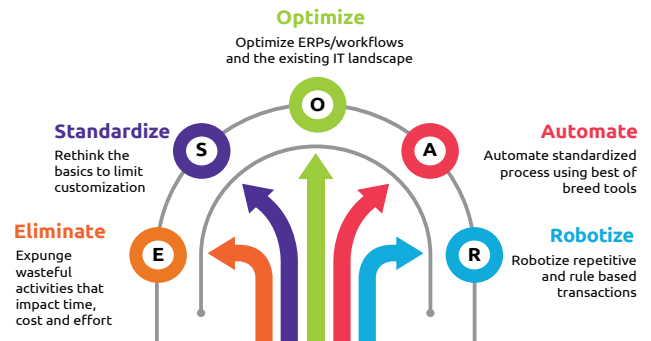 Optimize
Optimize ERPs/workflows
and the existing IT landscape
O
Standardize
Rethink the
basics to limit
customization
S
A
Automate
Automate standardized
process using best of
breed tools
Eliminate
Expunge
wasteful
activities that
impact time,
cost and effort
E
R
Robotize
Robotize repetitive
and rule based
transactions